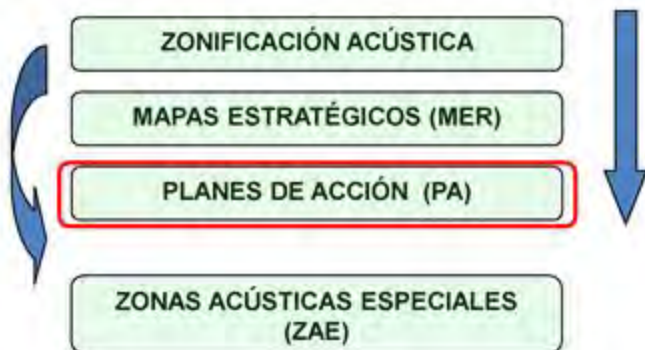 ZONIFICACIÓN ACÚSTICA
MAPAS ESTRATÉGICOS (MER)
PLANES DE ACCIÓN (PA)
ZONAS ACÚSTICAS ESPECIALES
(ZAE)